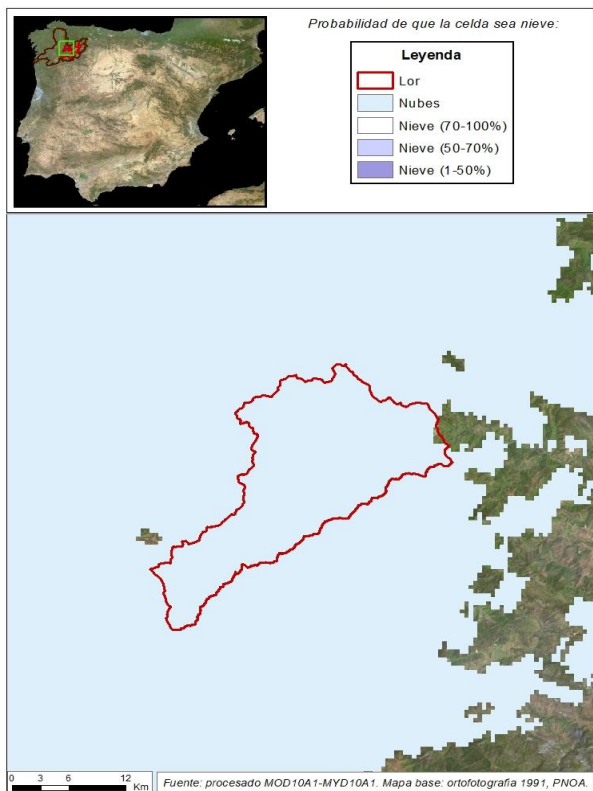 Probabilidad de que la celda sea nieve:
Leyenda
Lor
Nubes
Nieve (70-100%)
Nieve (50-70%)
Nieve (1-50%)
0 3 6 12
Km
Fuente: procesado MOD10A1-MYD10A1. Mapa base: ortofotografía 1991, PNOA.